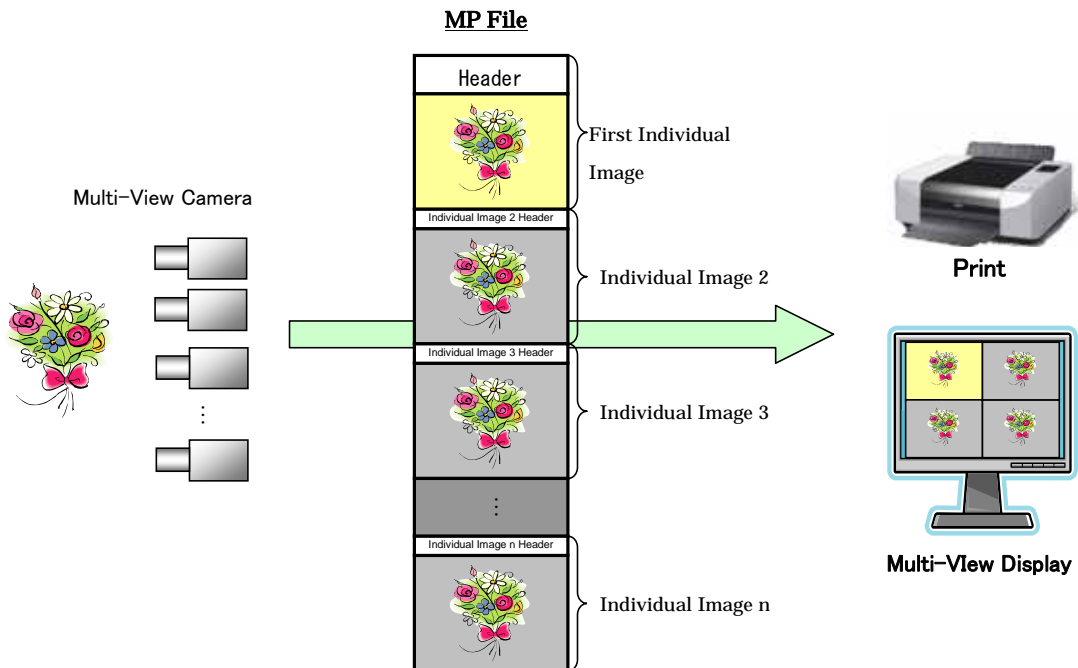 MP File
Header
First Individual
Image
Multi-View Camera
Individual Image 2 Header
Individual Image 2
Print
Individual Image 3 Header
Individual Image 3
⋮
⋮
Individual Image n Header
Multi-VIew Display
Individual Image n